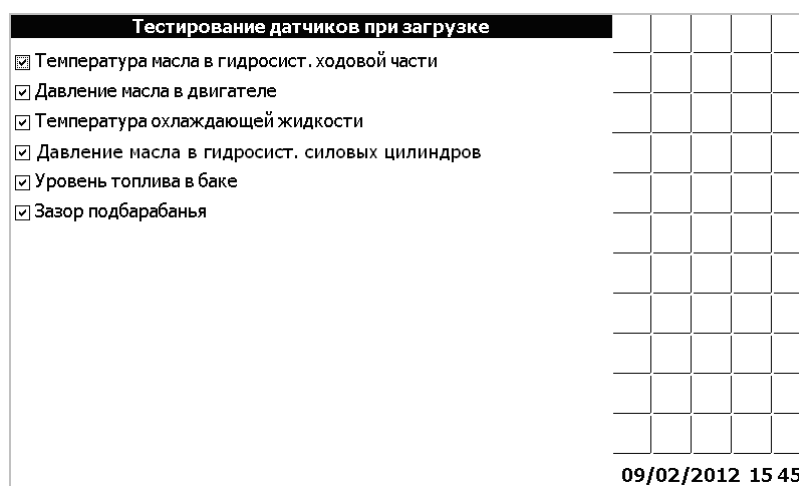 Тестирование датчиков при загрузке
Температура масла в гидросист. ходовой части
Давление масла в двигателе
Температура охлаждающей жидкости
Давление масла в гидросист. силовых цилиндров
Уровень топлива в баке
Зазор подбарабанья
09/02/2012 15 45